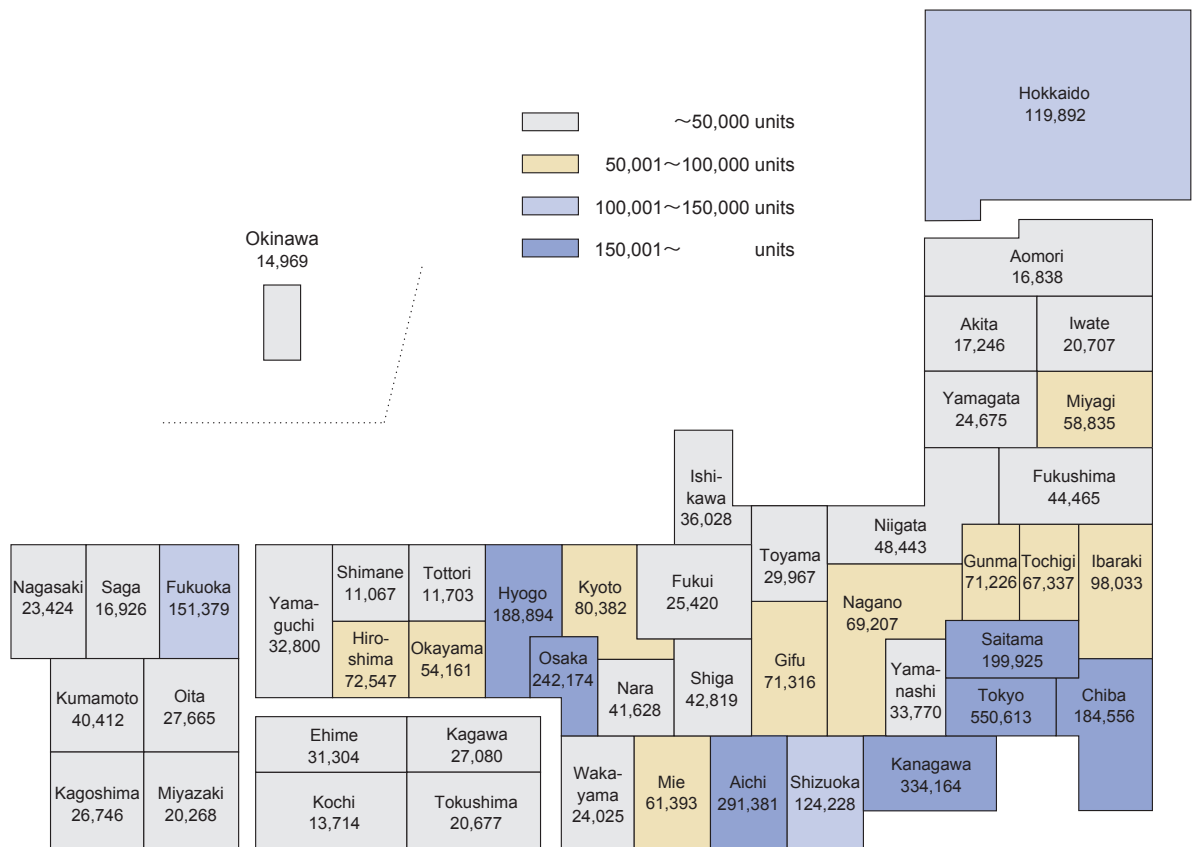 Hokkaido
119,892
～50,000 units
50,001～100,000 units
100,001～150,000 units
150,001～ units
Okinawa
14,969
Aomori
16,838
Akita
17,246
Iwate
20,707
Yamagata
24,675
Miyagi
58,835
Ishi-
kawa
36,028
Fukushima
44,465
Niigata
48,443
Toyama
29,967
Gunma
71,226
Tochigi
67,337
Ibaraki
98,033
Nagasaki
23,424
Saga
16,926
Fukuoka
151,379
Yama-
guchi
32,800
Shimane
11,067
Tottori
11,703
Hyogo
188,894
Kyoto
80,382
Fukui
25,420
Nagano
69,207
Hiro-
shima
72,547
Okayama
54,161
Osaka
242,174
Nara
41,628
Shiga
42,819
Gifu
71,316
Yama-
nashi
33,770
Saitama
199,925
Tokyo
550,613
Chiba
184,556
Kumamoto
40,412
Oita
27,665
Ehime
31,304
Kagawa
27,080
Kagoshima
26,746
Miyazaki
20,268
Kochi
13,714
Tokushima
20,677
Waka-
yama
24,025
Mie
61,393
Aichi
291,381
Shizuoka
124,228
Kanagawa
334,164